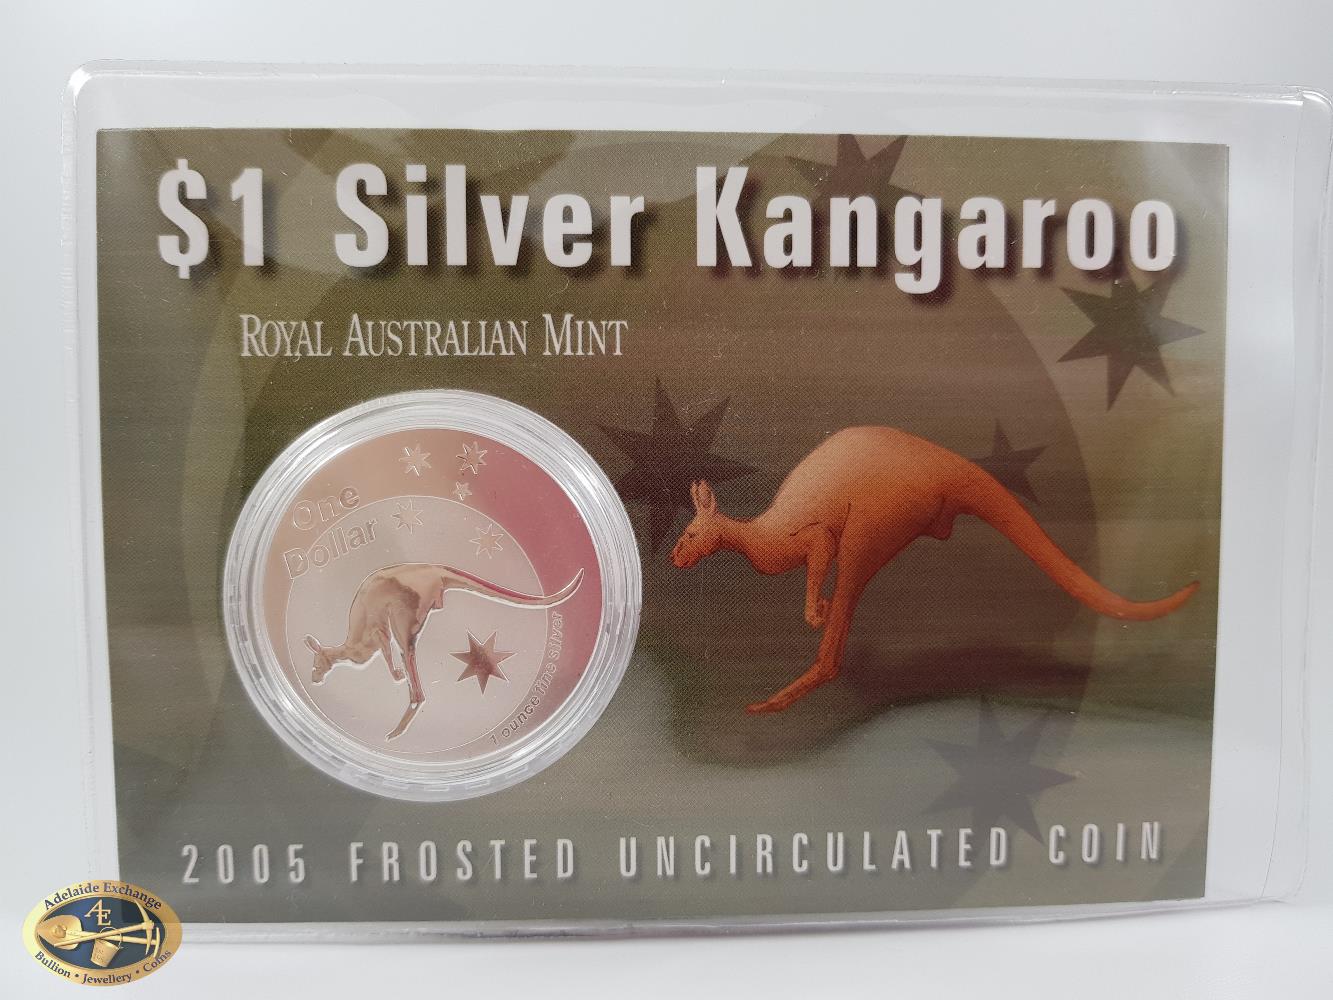 $1 Silver Kangaroo
ROYAL AUSTRALIAN MINT
One
Dollar
1 ounce fine silver
2005 FROSTED UNCIRCULATED COIN
Adelaide Exchange
AE
Bullion • Jewellery • Coins